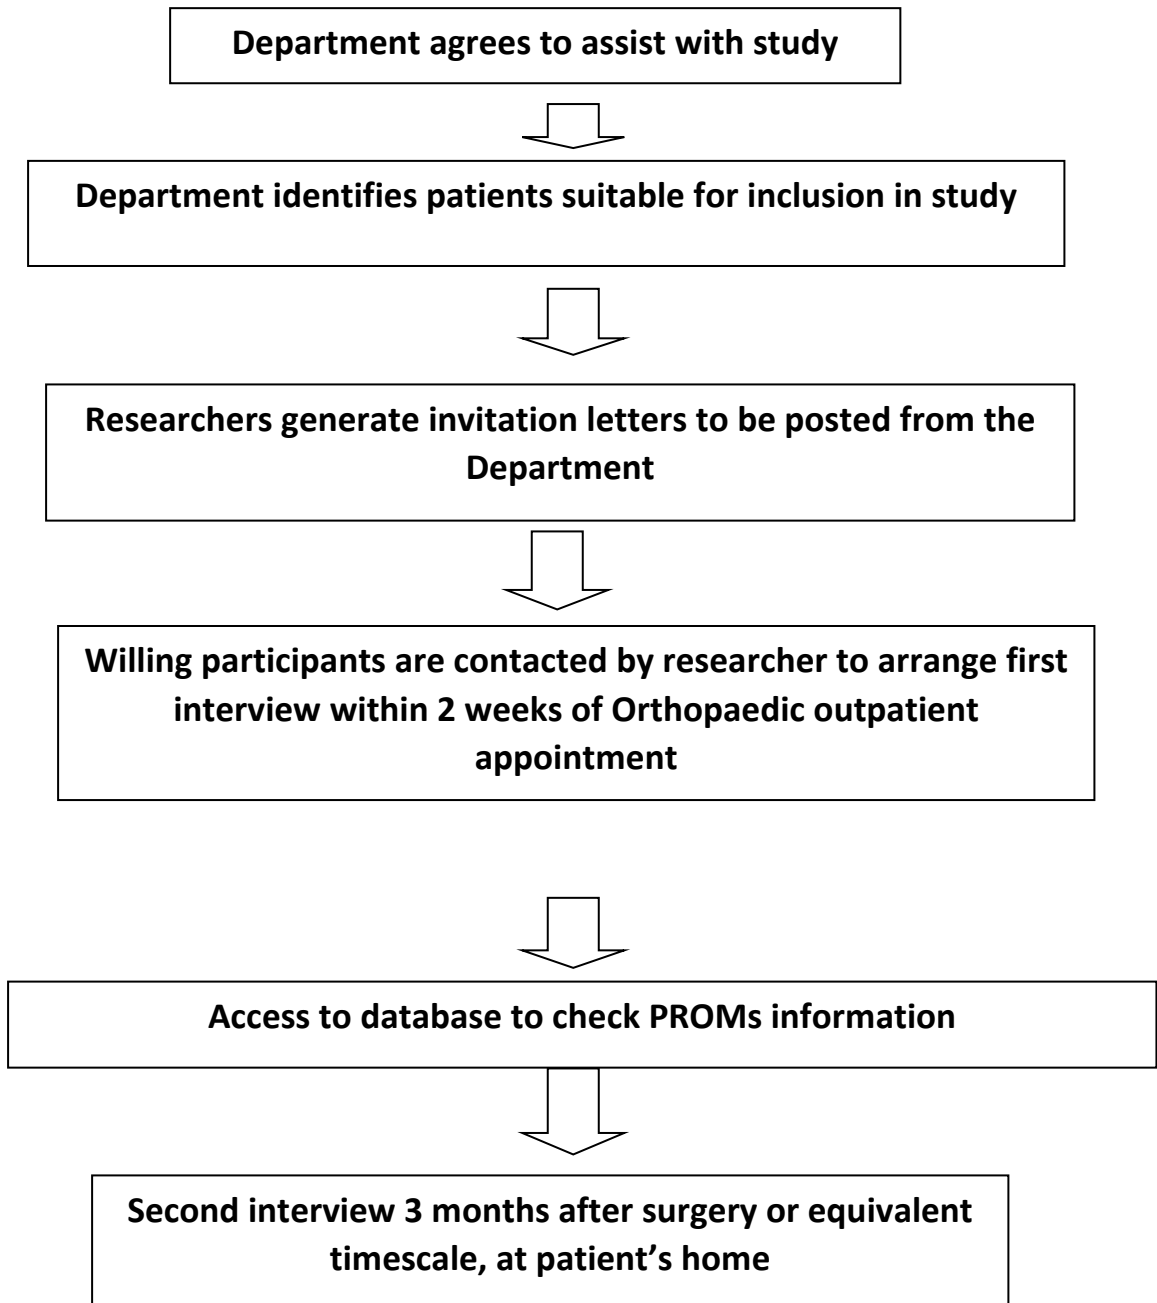 Department agrees to assist with study
Department identifies patients suitable for inclusion in study
Researchers generate invitation letters to be posted from the
Department
Willing participants are contacted by researcher to arrange first
interview within 2 weeks of Orthopaedic outpatient
appointment
Access to database to check PROMs information
Second interview 3 months after surgery or equivalent
timescale, at patient’s home